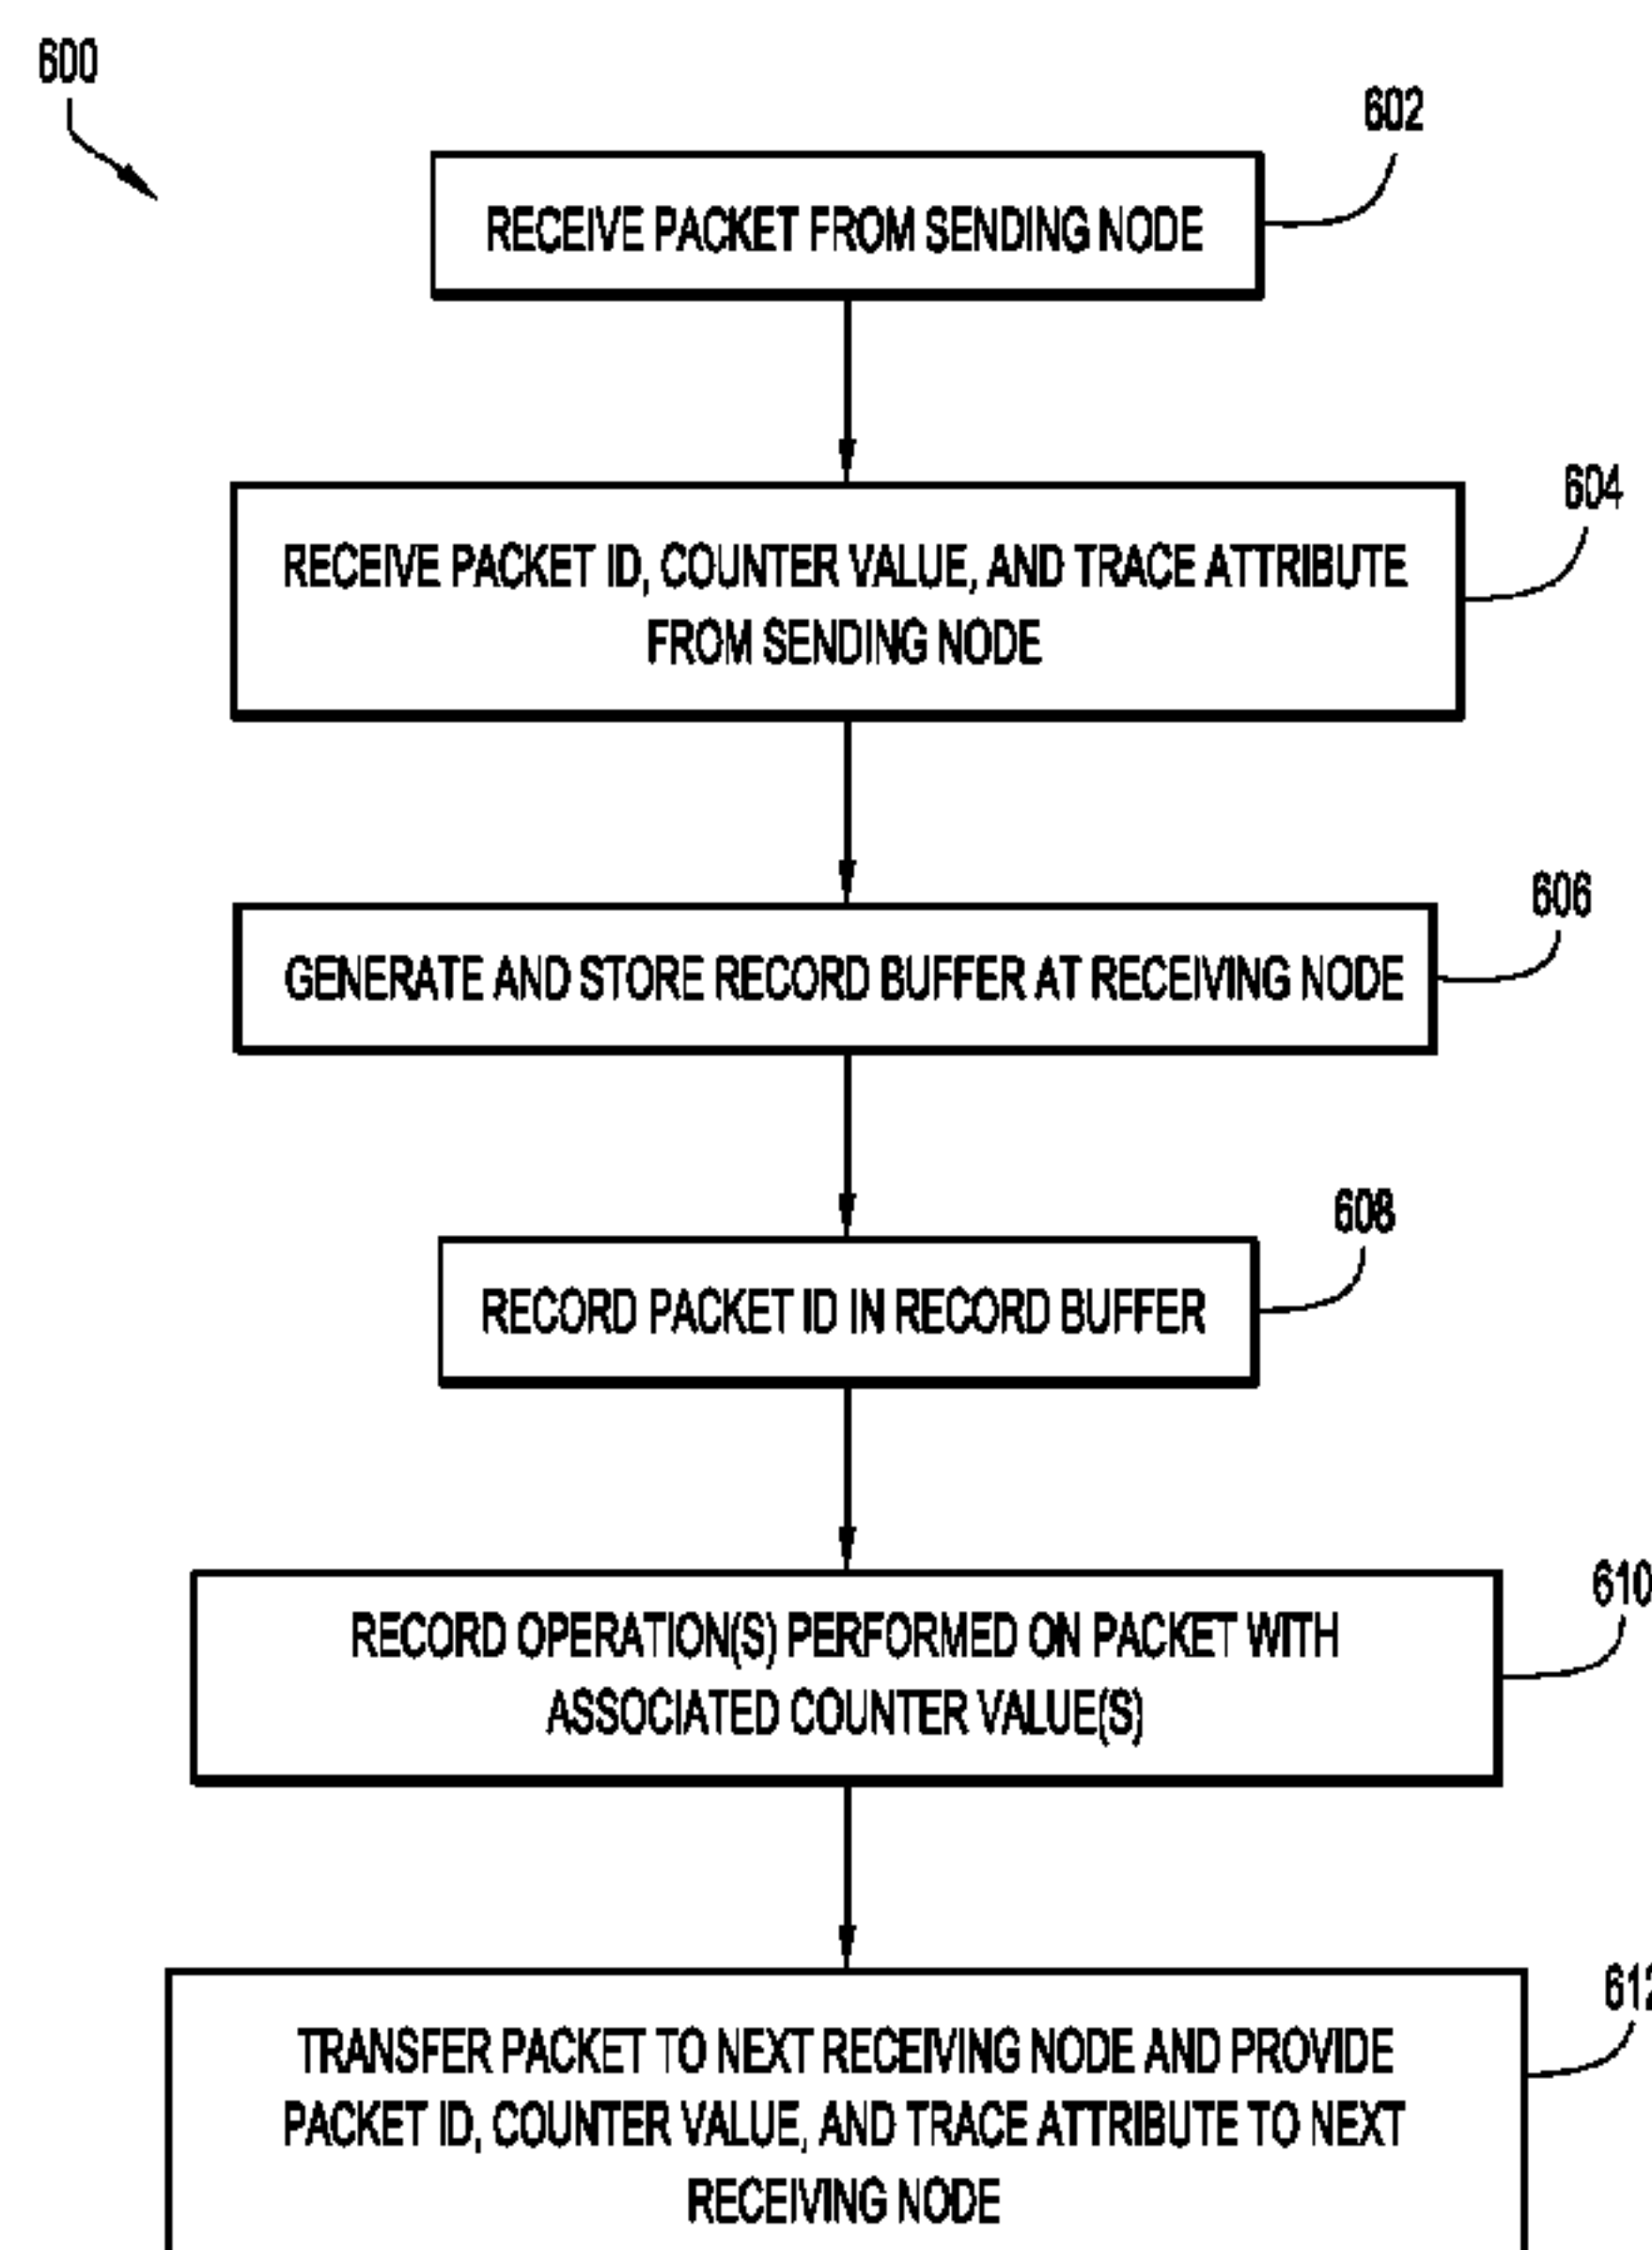 600
602
RECEIVE PACKET FROM SENDING NODE
604
RECEIVE PACKET ID, COUNTER VALUE, AND TRACE ATTRIBUTE
FROM SENDING NODE
606
GENERATE AND STORE RECORD BUFFER AT RECEIVING NODE
608
RECORD PACKET ID IN RECORD BUFFER
610
RECORD OPERATION(S) PERFORMED ON PACKET WITH
ASSOCIATED COUNTER VALUE(S)
612
TRANSFER PACKET TO NEXT RECEIVING NODE AND PROVIDE
PACKET ID, COUNTER VALUE, AND TRACE ATTRIBUTE TO NEXT
RECEIVING NODE